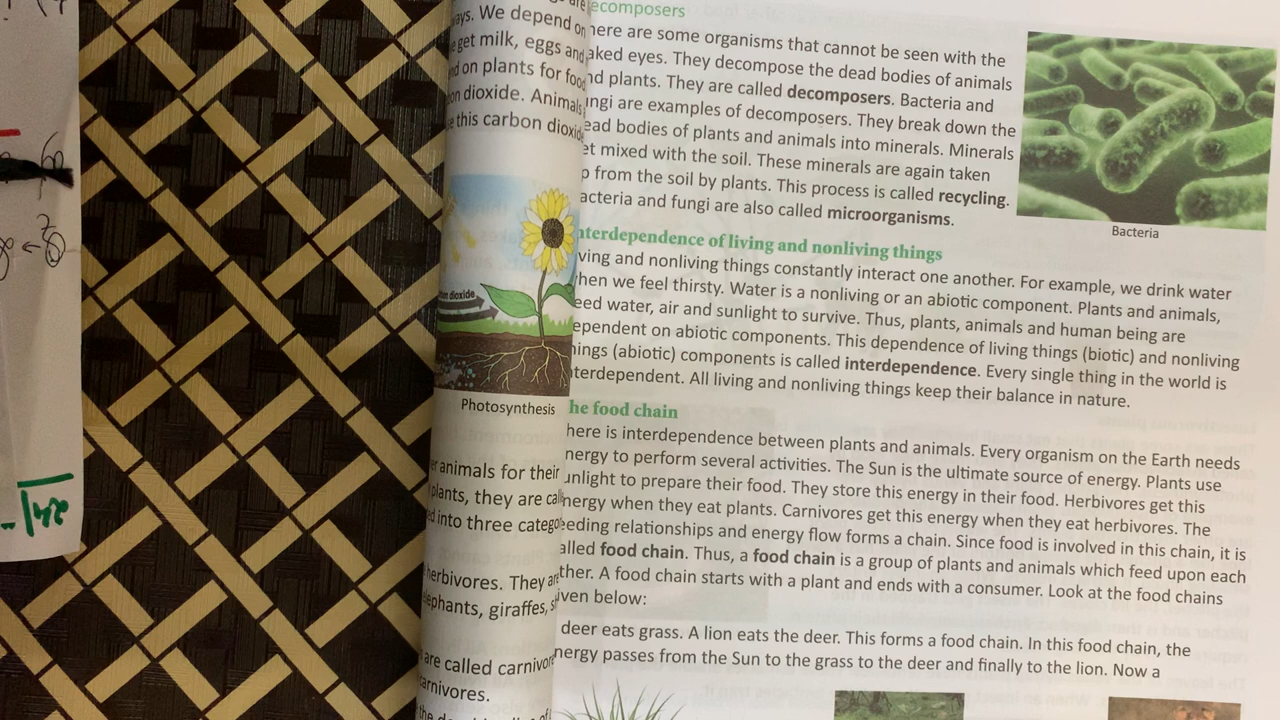 ways. We depend on
get milk, eggs and
on plants for food
dioxide. Animals
this carbon dioxide
dioxide
Photosynthesis
animals for their
plants, they are
into three
herbivores. They are
elephants, giraffes,
are called
carnivores.
ecomposers
here are some organisms that cannot be seen with the
aked eyes. They decompose the dead bodies of animals
nd plants. They are called decomposers. Bacteria and
ungi are examples of decomposers. They break down the
ead bodies of plants and animals into minerals. Minerals
et mixed with the soil. These minerals are again taken
p from the soil by plants. This process is called recycling.
acteria and fungi are also called microorganisms.
Bacteria
nterdependence of living and nonliving things
ving and nonliving things constantly interact one another. For example, we drink water
hen we feel thirsty. Water is a nonliving or an abiotic component. Plants and animals,
eed water, air and sunlight to survive. Thus, plants, animals and human being are
ependent on abiotic components. This dependence of living things (biotic) and nonliving
hings (abiotic) components is called interdependence. Every single thing in the world is
nterdependent. All living and nonliving things keep their balance in nature.
he food chain
here is interdependence between plants and animals. Every organism on the Earth needs
nergy to perform several activities. The Sun is the ultimate source of energy. Plants use
unlight to prepare their food. They store this energy in their food. Herbivores get this
nergy when they eat plants. Carnivores get this energy when they eat herbivores. The
eeding relationships and energy flow forms a chain. Since food is involved in this chain, it is
alled food chain. Thus, a food chain is a group of plants and animals which feed upon each
ther. A food chain starts with a plant and ends with a consumer. Look at the food chains
iven below:
deer eats grass. A lion eats the deer. This forms a food chain. In this food chain, the
nergy passes from the Sun to the grass to the deer and finally to the lion. Now a